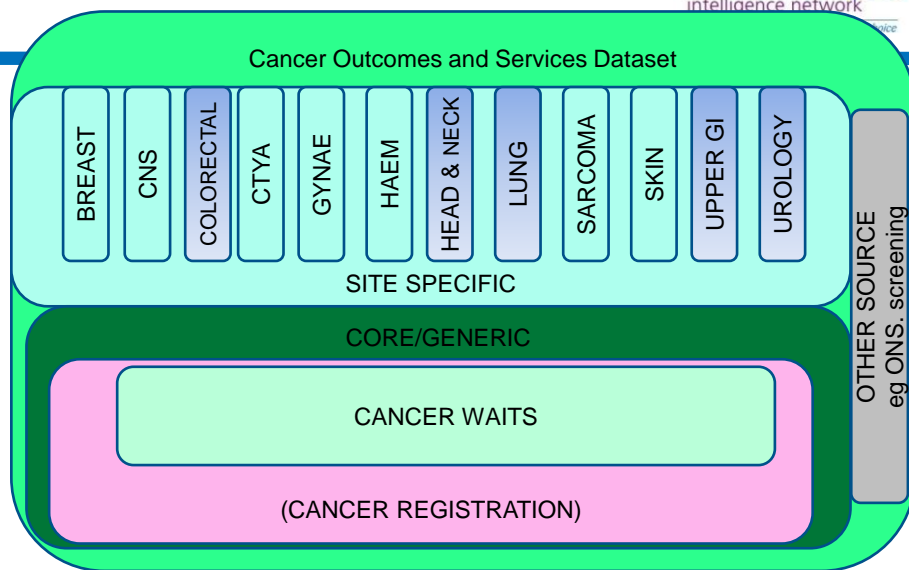 intelligence network
Cancer Outcomes and Services Dataset
BREAST
CNS
COLORECTAL
CTYA
GYNAE
HAEM
HEAD & NECK
LUNG
SARCOMA
SKIN
UPPER GI
UROLOGY
SITE SPECIFIC
CORE/GENERIC
CANCER WAITS
(CANCER REGISTRATION)
OTHER SOURCE
eg ONS. screening